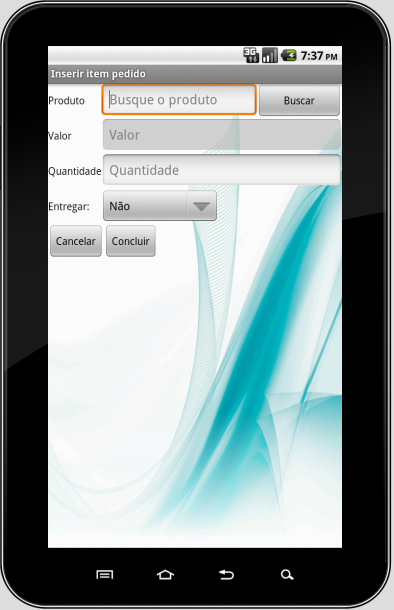 3G 7:37 PM
Inserir item pedido
Produto Busque o produto Buscar
Valor Valor
Quantidade Quantidade
Entregar: Não
Cancelar Concluir